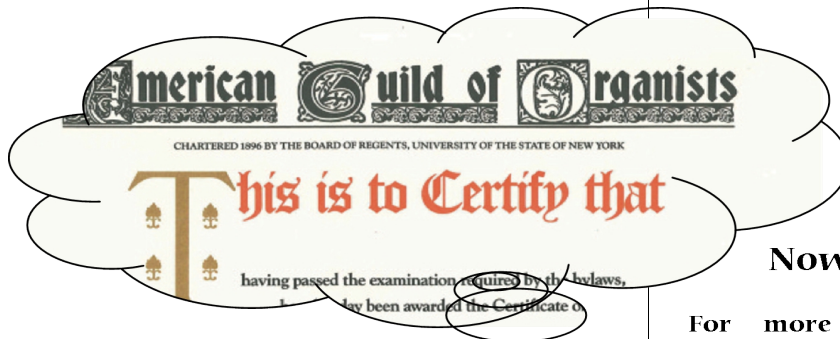 American Guild of Organists
CHARTERED 1896 BY THE BOARD OF REGENTS, UNIVERSITY OF THE STATE OF NEW YORK
This is to Certify that
having passed the examination required by the bylaws,
day been awarded the Certificate of
Now
For more